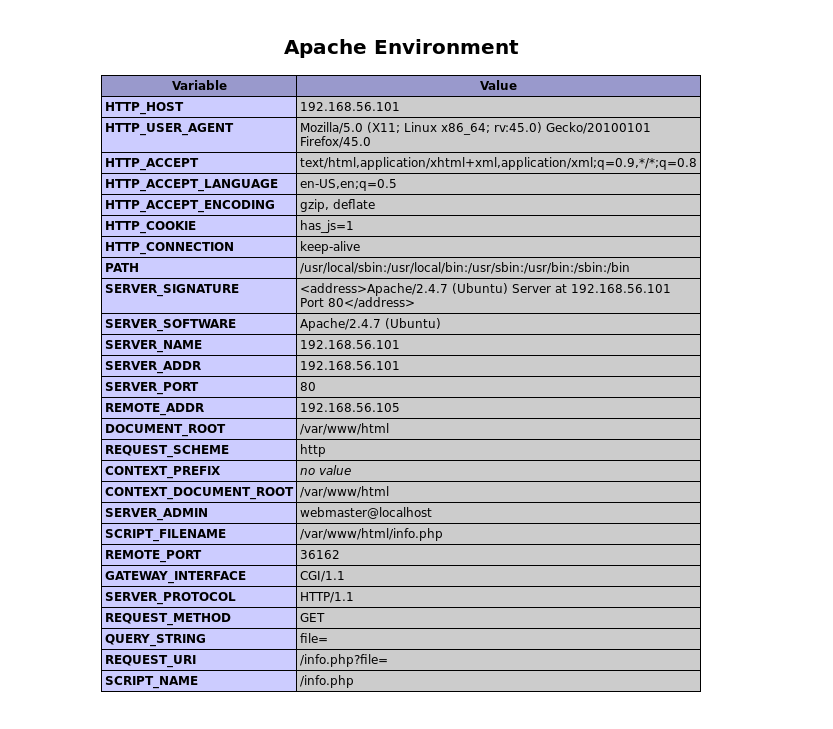 Apache Environment
Variable Value
HTTP_HOST 192.168.56.101
HTTP_USER_AGENT Mozilla/5.0 (X11; Linux x86_64; rv:45.0) Gecko/20100101
Firefox/45.0
HTTP_ACCEPT text/html,application/xhtml+xml,application/xml;q=0.9,*/*;q=0.8
HTTP_ACCEPT_LANGUAGE en-US,en;q=0.5
HTTP_ACCEPT_ENCODING gzip, deflate
HTTP_COOKIE has_js=1
HTTP_CONNECTION keep-alive
PATH /usr/local/sbin:/usr/local/bin:/usr/sbin:/usr/bin:/sbin:/bin
SERVER_SIGNATURE <address>Apache/2.4.7 (Ubuntu) Server at 192.168.56.101
Port 80</address>
SERVER_SOFTWARE Apache/2.4.7 (Ubuntu)
SERVER_NAME 192.168.56.101
SERVER_ADDR 192.168.56.101
SERVER_PORT 80
REMOTE_ADDR 192.168.56.105
DOCUMENT_ROOT /var/www/html
REQUEST_SCHEME http
CONTEXT_PREFIX no value
CONTEXT_DOCUMENT_ROOT /var/www/html
SERVER_ADMIN webmaster@localhost
SCRIPT_FILENAME /var/www/html/info.php
REMOTE_PORT 36162
GATEWAY_INTERFACE CGI/1.1
SERVER_PROTOCOL HTTP/1.1
REQUEST_METHOD GET
QUERY_STRING file=
REQUEST_URI /info.php?file=
SCRIPT_NAME /info.php